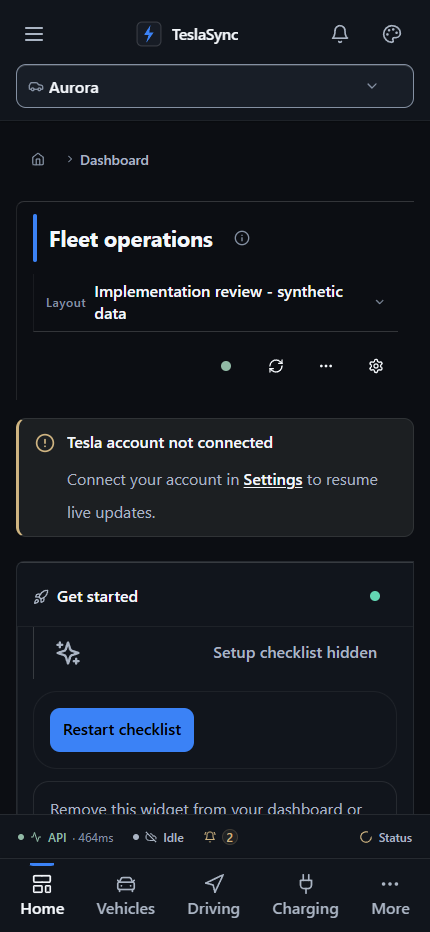 TeslaSync
Aurora
Dashboard
Fleet operations
Layout
Implementation review - synthetic
data
Tesla account not connected
Connect your account in Settings to resume
live updates.
Get started
Setup checklist hidden
Restart checklist
Remove this widget from your dashboard or
API · 464ms Idle 2 Status
Home Vehicles Driving Charging More